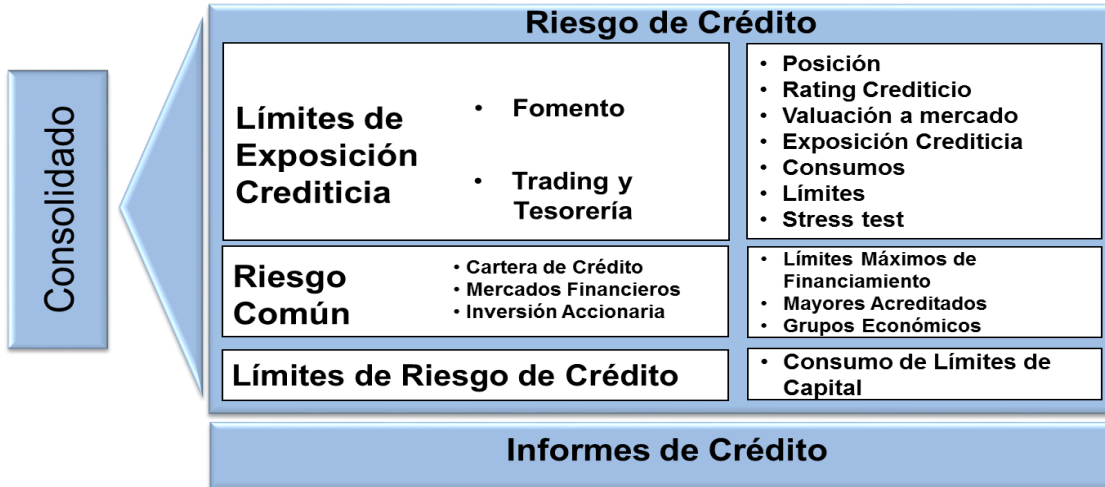 Consolidado
Riesgo de Crédito
Límites de
Exposición
Crediticia
• Fomento
• Trading y
Tesorería
• Posición
• Rating Crediticio
• Valuación a mercado
• Exposición Crediticia
• Consumos
• Límites
• Stress test
Riesgo
Común
• Cartera de Crédito
• Mercados Financieros
• Inversión Accionaria
• Límites Máximos de
Financiamiento
• Mayores Acreditados
• Grupos Económicos
Límites de Riesgo de Crédito
• Consumo de Límites de
Capital
Informes de Crédito